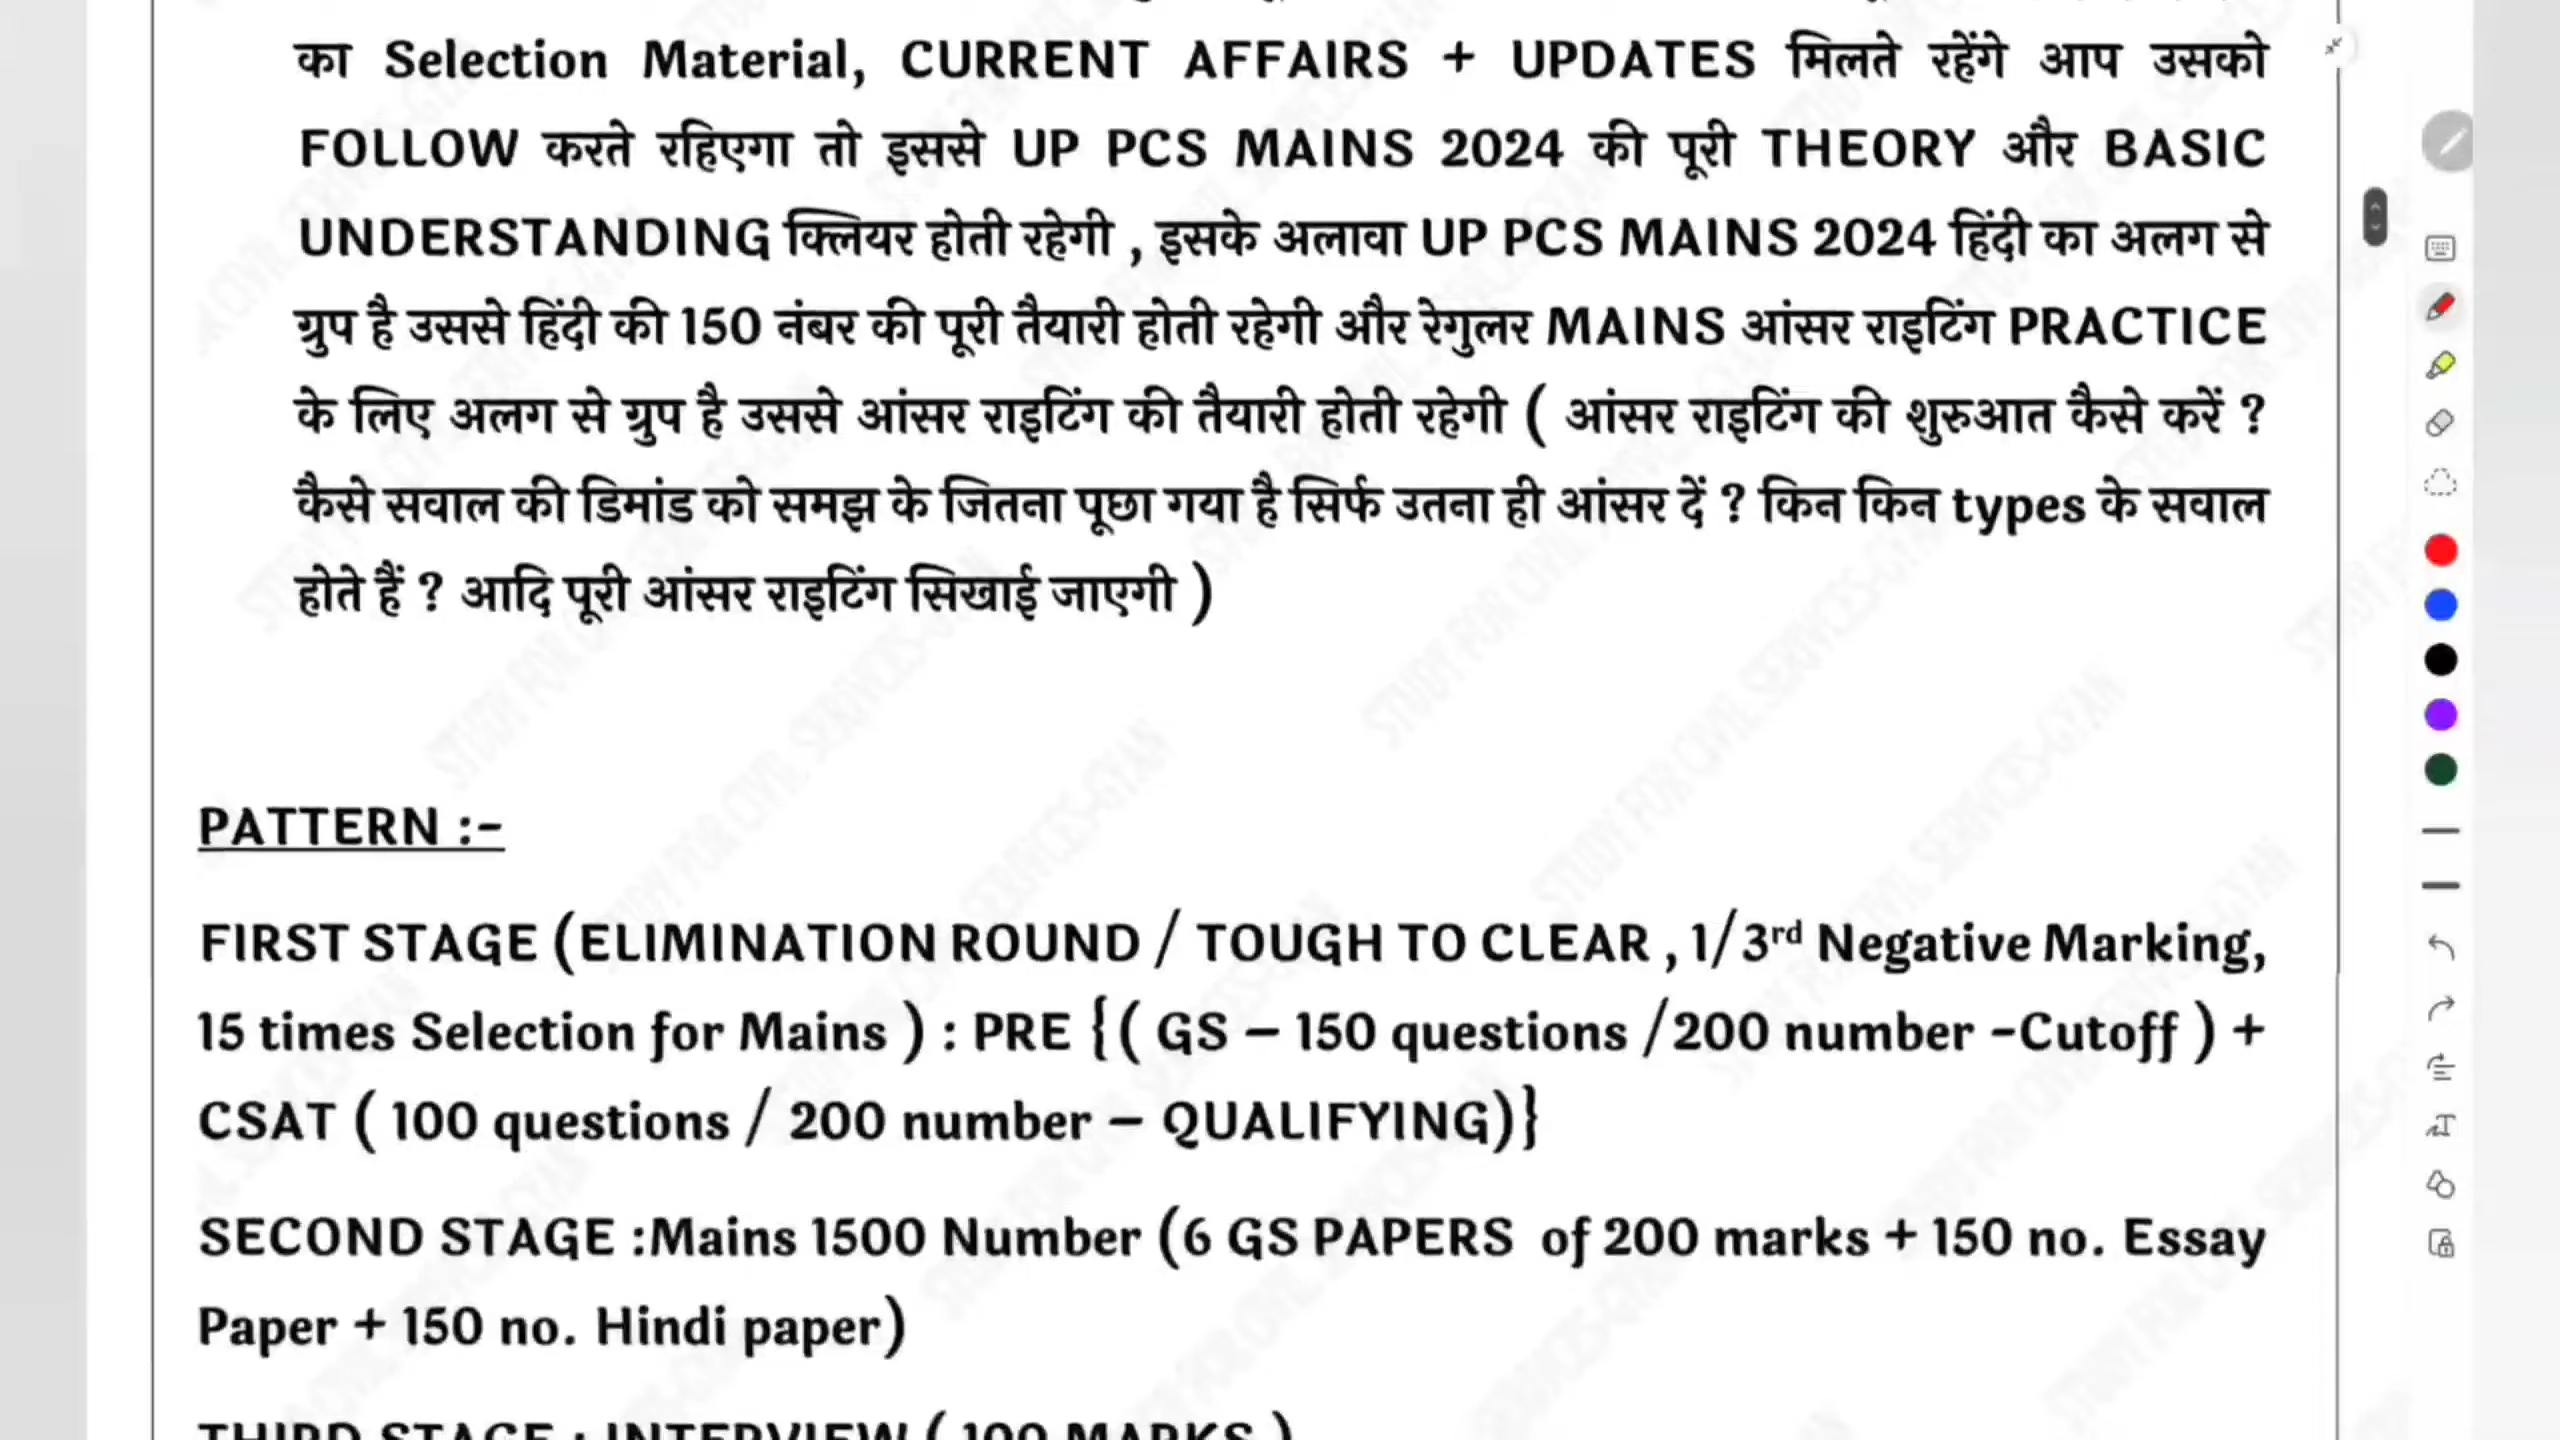 का Selection Material, CURRENT AFFAIRS + UPDATES मिलते रहेंगे आप उसको
FOLLOW करते रहिएगा तो इससे UP PCS MAINS 2024 की पूरी THEORY और BASIC
UNDERSTANDING क्लियर होती रहेगी , इसके अलावा UP PCS MAINS 2024 हिंदी का अलग से
ग्रुप है उससे हिंदी की 150 नंबर की पूरी तैयारी होती रहेगी और रेगुलर MAINS आंसर राइटिंग PRACTICE
के लिए अलग से ग्रुप है उससे आंसर राइटिंग की तैयारी होती रहेगी ( आंसर राइटिंग की शुरुआत कैसे करें ?
कैसे सवाल की डिमांड को समझ के जितना पूछा गया है सिर्फ उतना ही आंसर दें ? किन किन types के सवाल
होते हैं ? आदि पूरी आंसर राइटिंग सिखाई जाएगी )
PATTERN :-
FIRST STAGE (ELIMINATION ROUND / TOUGH TO CLEAR , 1/3rd Negative Marking,
15 times Selection for Mains ) : PRE {( GS – 150 questions /200 number -Cutoff ) +
CSAT ( 100 questions / 200 number – QUALIFYING)}
SECOND STAGE :Mains 1500 Number (6 GS PAPERS of 200 marks + 150 no. Essay
Paper + 150 no. Hindi paper)
THIRD STAGE : INTERVIEW ( 100 MARKS )